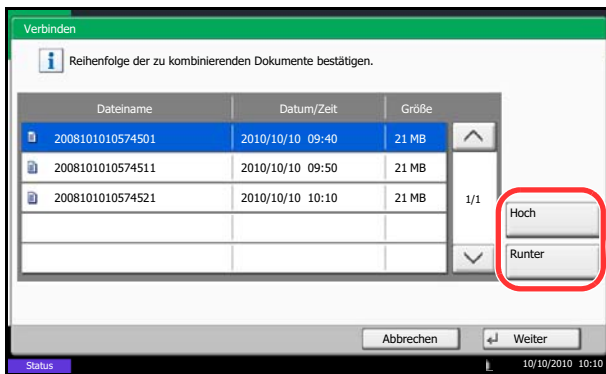 Verbinden
Reihenfolge der zu kombinierenden Dokumente bestätigen.
Dateiname Datum/Zeit Größe
2008101010574501 2010/10/10 09:40 21 MB
2008101010574511 2010/10/10 09:50 21 MB
2008101010574521 2010/10/10 10:10 21 MB
1/1
Hoch
Runter
Abbrechen Weiter
Status 10/10/2010 10:10